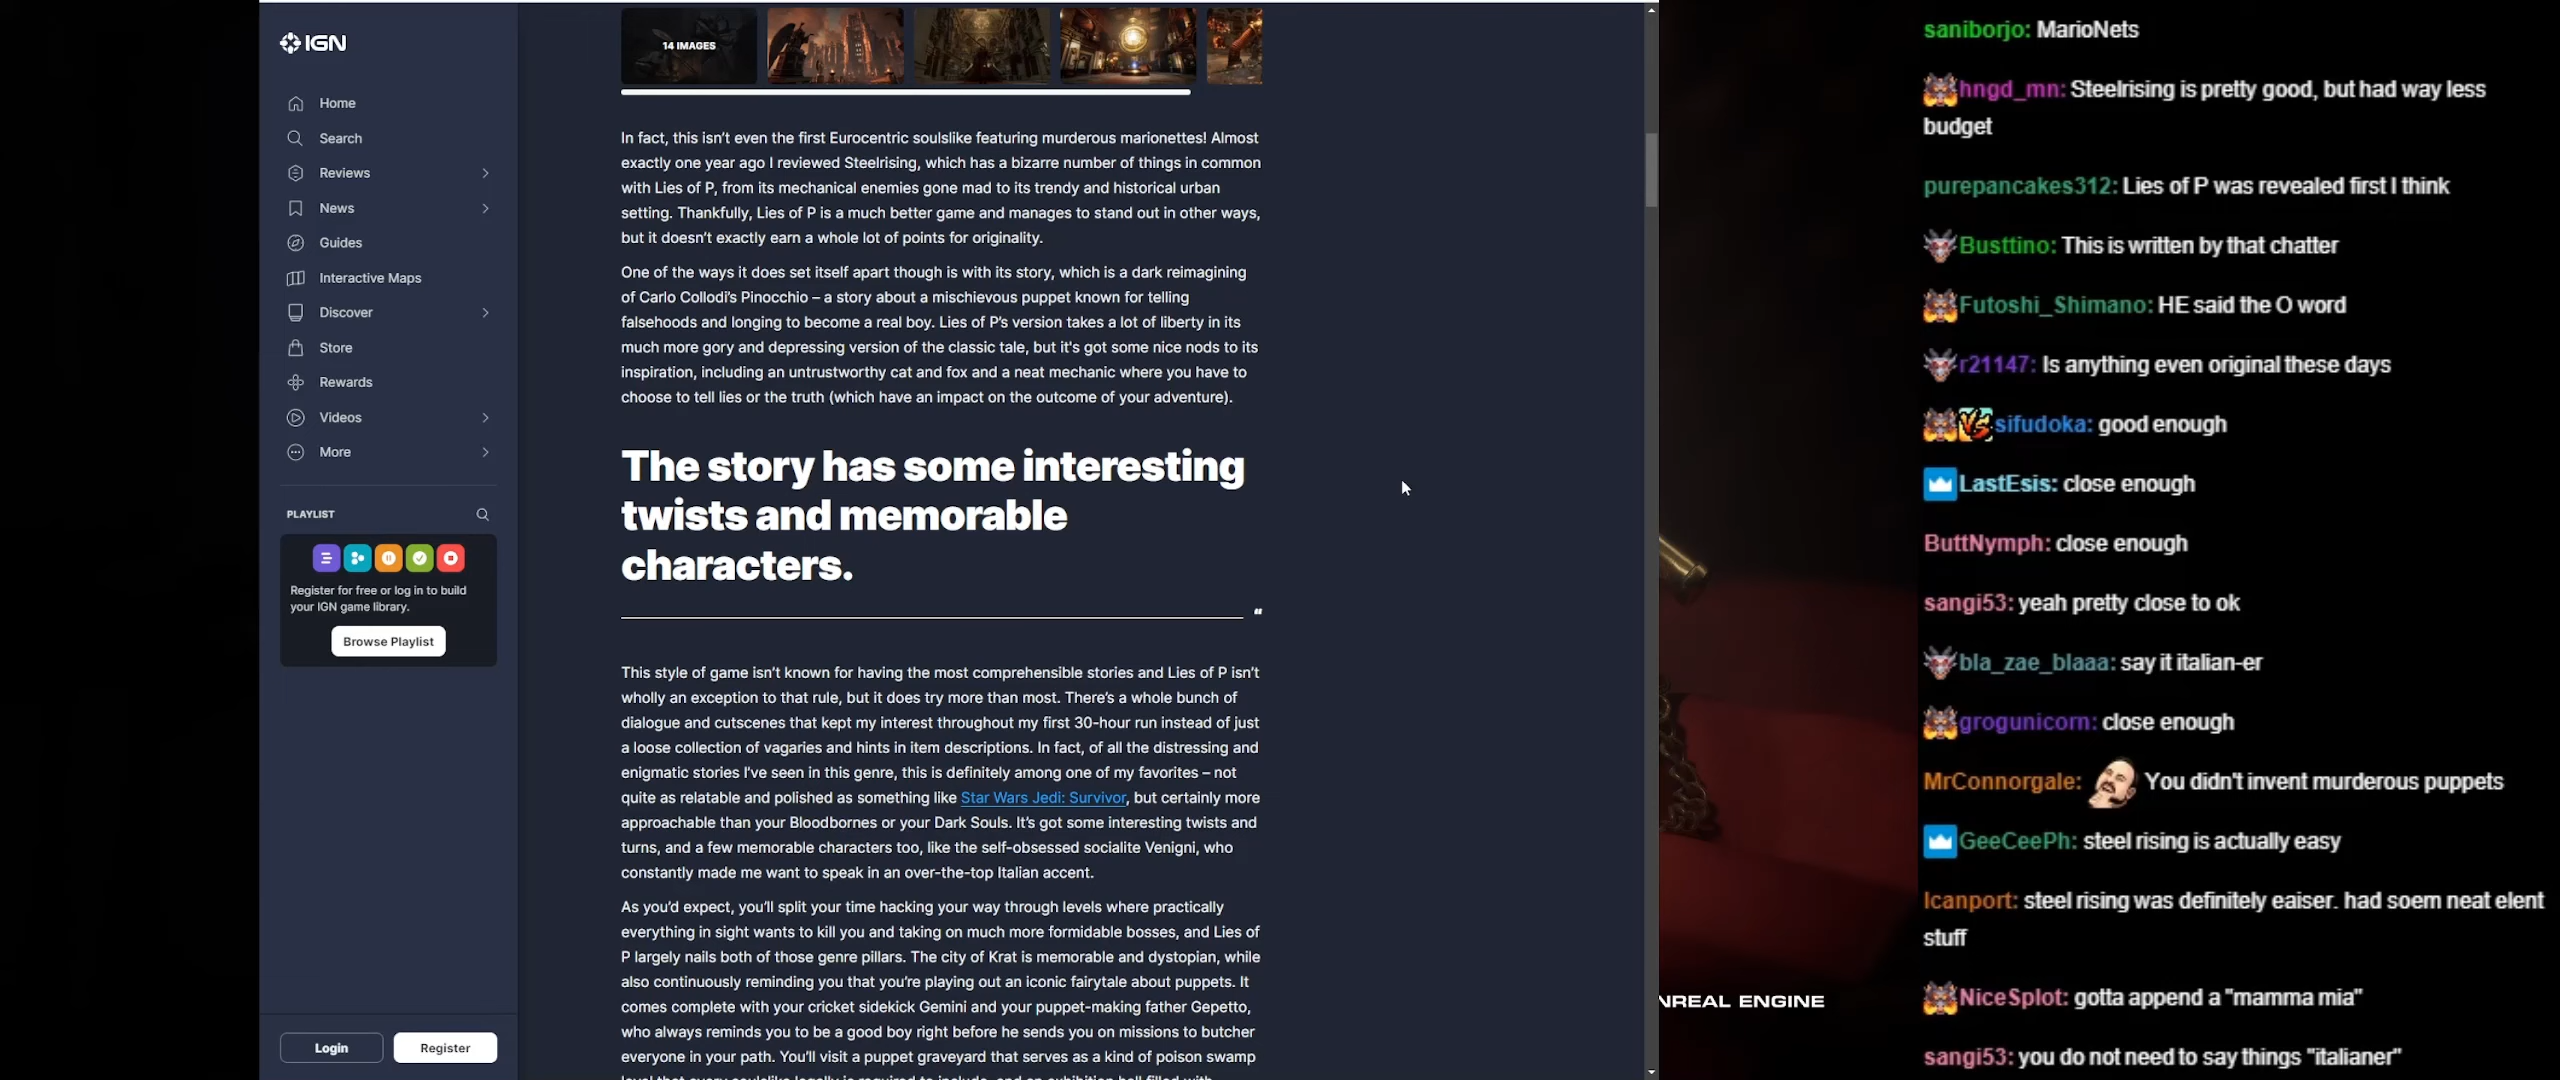 IGN
Home
Search
Reviews
News
Guides
Interactive Maps
Discover
Store
Rewards
Videos
More
PLAYLIST
Register for free or log in to build
your IGN game library.
Browse Playlist
Login
Register
14 IMAGES
In fact, this isn't even the first Eurocentric soulslike featuring murderous marionettes! Almost
exactly one year ago I reviewed Steelrising, which has a bizarre number of things in common
with Lies of P, from its mechanical enemies gone mad to its trendy and historical urban
setting. Thankfully, Lies of P is a much better game and manages to stand out in other ways,
but it doesn't exactly earn a whole lot of points for originality.
One of the ways it does set itself apart though is with its story, which is a dark reimagining
of Carlo Collodi's Pinocchio – a story about a mischievous puppet known for telling
falsehoods and longing to become a real boy. Lies of P's version takes a lot of liberty in its
much more gory and depressing version of the classic tale, but it's got some nice nods to its
inspiration, including an untrustworthy cat and fox and a neat mechanic where you have to
choose to tell lies or the truth (which have an impact on the outcome of your adventure).
The story has some interesting
twists and memorable
characters.
“
This style of game isn't known for having the most comprehensible stories and Lies of P isn't
wholly an exception to that rule, but it does try more than most. There's a whole bunch of
dialogue and cutscenes that kept my interest throughout my first 30-hour run instead of just
a loose collection of vagaries and hints in item descriptions. In fact, of all the distressing and
enigmatic stories I've seen in this genre, this is definitely among one of my favorites – not
quite as relatable and polished as something like Star Wars Jedi: Survivor, but certainly more
approachable than your Bloodbornes or your Dark Souls. It's got some interesting twists and
turns, and a few memorable characters too, like the self-obsessed socialite Venigni, who
constantly made me want to speak in an over-the-top Italian accent.
As you'd expect, you'll split your time hacking your way through levels where practically
everything in sight wants to kill you and taking on much more formidable bosses, and Lies of
P largely nails both of those genre pillars. The city of Krat is memorable and dystopian, while
also continuously reminding you that you're playing out an iconic fairytale about puppets. It
comes complete with your cricket sidekick Gemini and your puppet-making father Gepetto,
who always reminds you to be a good boy right before he sends you on missions to butcher
everyone in your path. You'll visit a puppet graveyard that serves as a kind of poison swamp
NREAL ENGINE
saniborjo: MarioNets
hngd_mn: Steelrising is pretty good, but had way less
budget
purepancakes312: Lies of P was revealed first I think
Busttino: This is written by that chatter
Futoshi_Shimano: HE said the O word
r21147: Is anything even original these days
sifudoka: good enough
LastEsis: close enough
ButtNymph: close enough
sangi53: yeah pretty close to ok
bla_zae_blaaa: say it italian-er
grogunicorn: close enough
MrConnorgale: You didn't invent murderous puppets
GeeCeePh: steel rising is actually easy
Icanport: steel rising was definitely eaiser. had soem neat elent
stuff
NiceSplot: gotta append a "mamma mia"
sangi53: you do not need to say things "italianer"